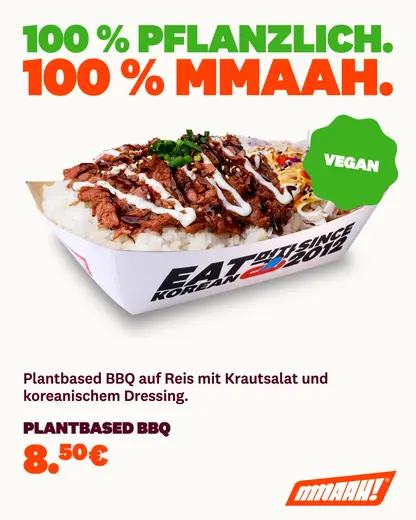 100 % PFLANZLICH.
100 % MMAAH.
VEGAN
EAT SINCE
KOREAN 2012
Plantbased BBQ auf Reis mit Krautsalat und
koreanischem Dressing.
PLANTBASED BBQ
8.50€
MMAAH!